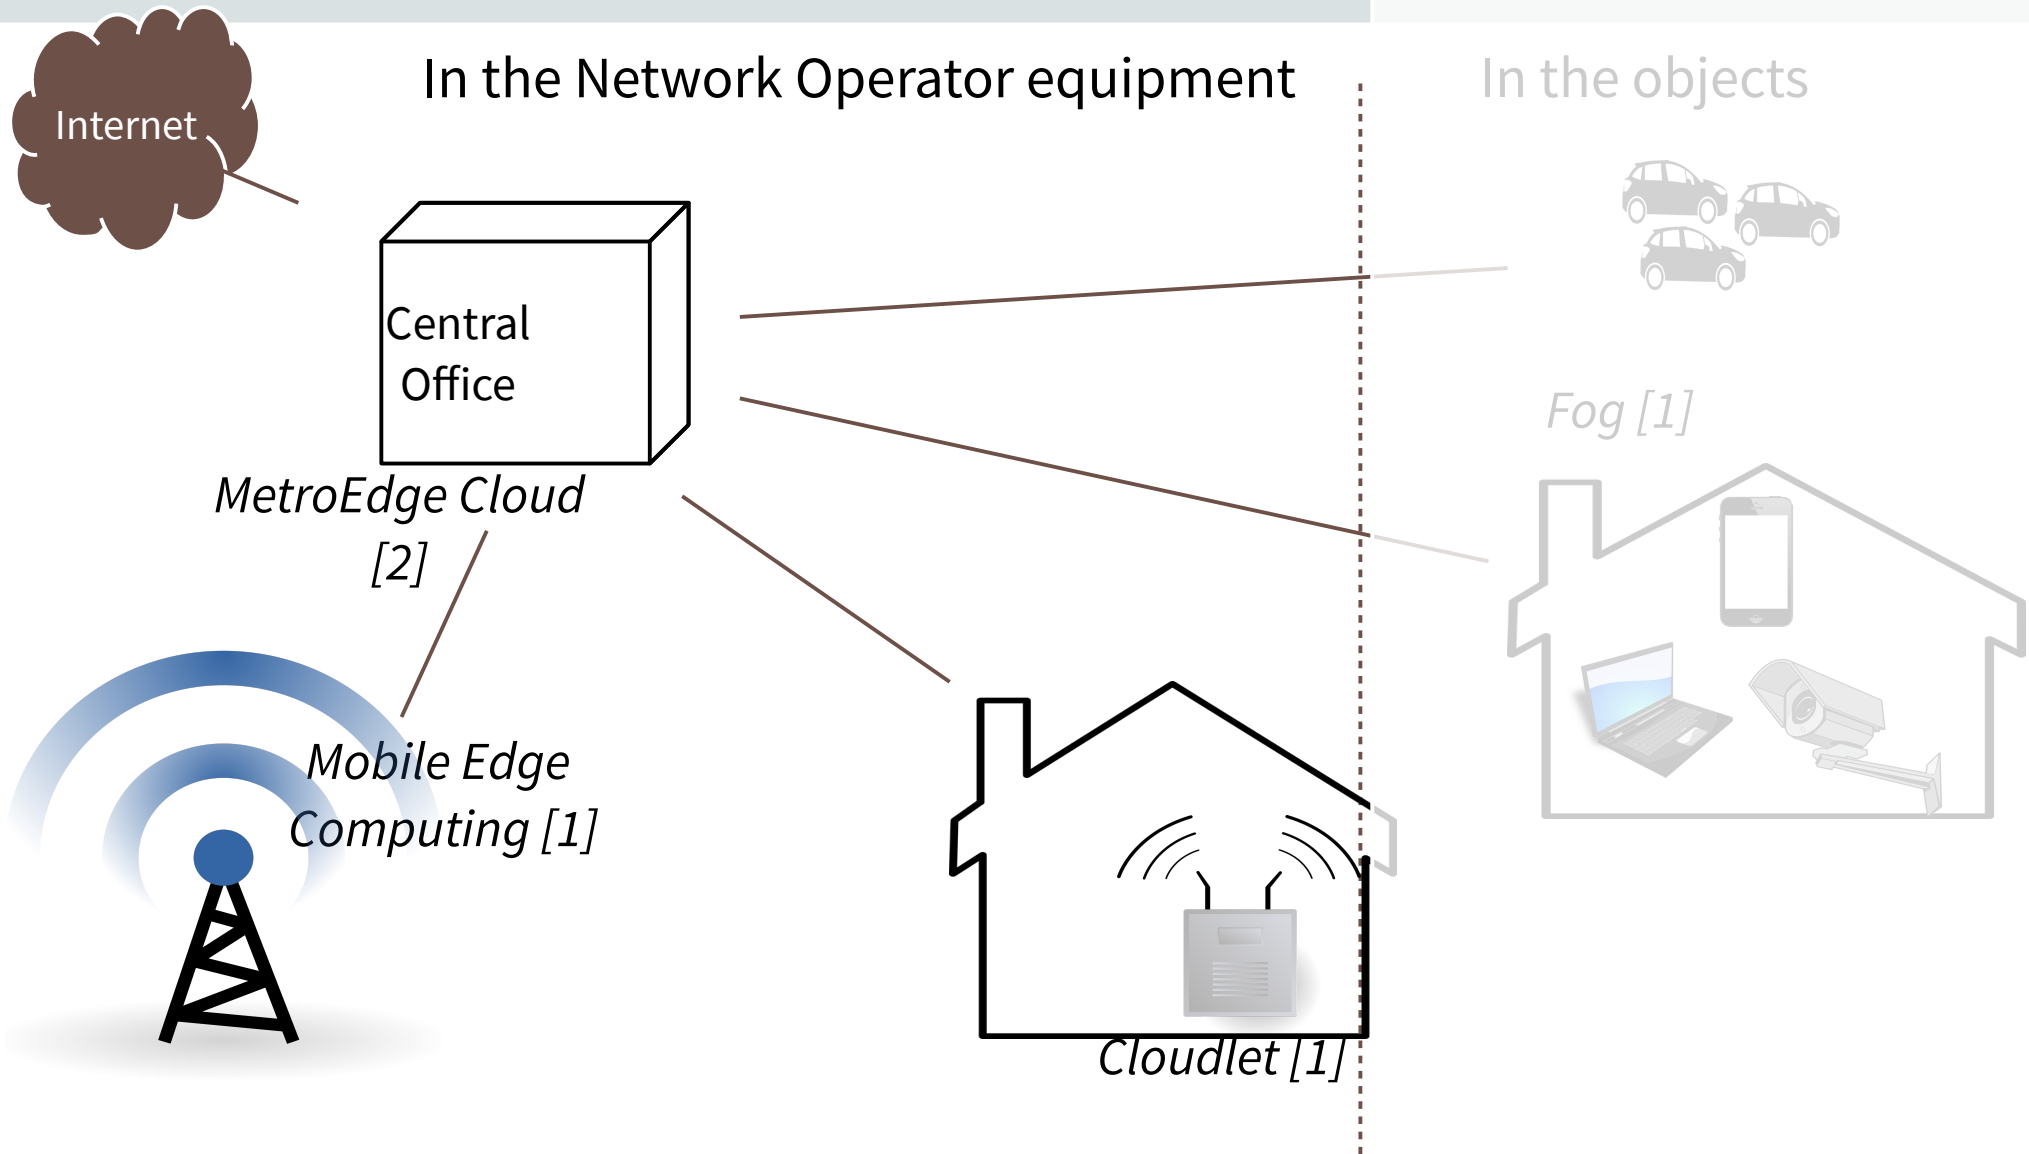 In the Network Operator equipment
In the objects
Internet
Central
Office
MetroEdge Cloud
[2]
Fog [1]
Mobile Edge
Computing [1]
Cloudlet [1]